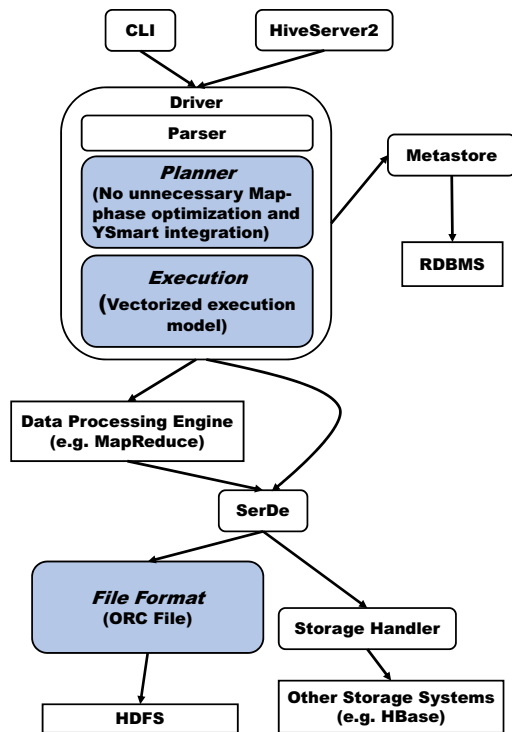 CLI
HiveServer2
Driver
Parser
Planner
(No unnecessary Map-
phase optimization and
YSmart integration)
Execution
(Vectorized execution
model)
Metastore
RDBMS
Data Processing Engine
(e.g. MapReduce)
SerDe
File Format
(ORC File)
Storage Handler
HDFS
Other Storage Systems
(e.g. HBase)